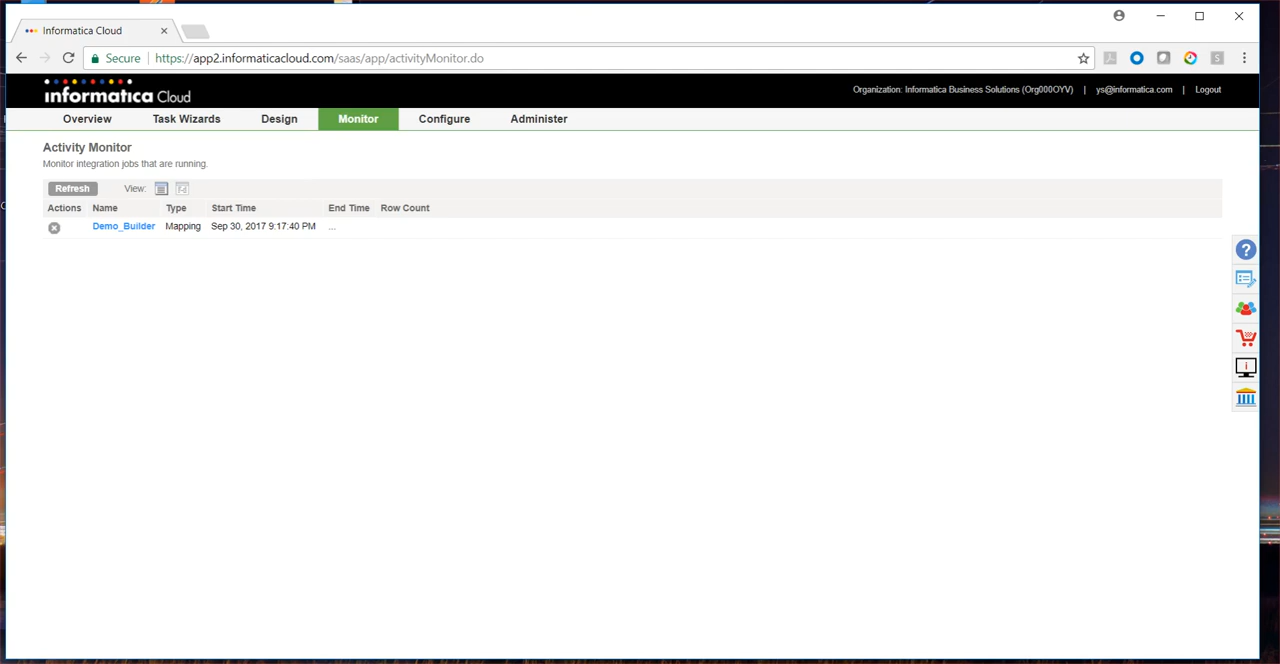 Informatica Cloud
Secure https://app2.informaticacloud.com/saas/app/activityMonitor.do
informatica Cloud
Organization: Informatica Business Solutions (Org000OYV) | ys@informatica.com | Logout
Overview Task Wizards Design Monitor Configure Administer
Activity Monitor
Monitor integration jobs that are running.
Refresh View:
Actions Name Type Start Time End Time Row Count
Demo_Builder Mapping Sep 30, 2017 9:17:40 PM ...